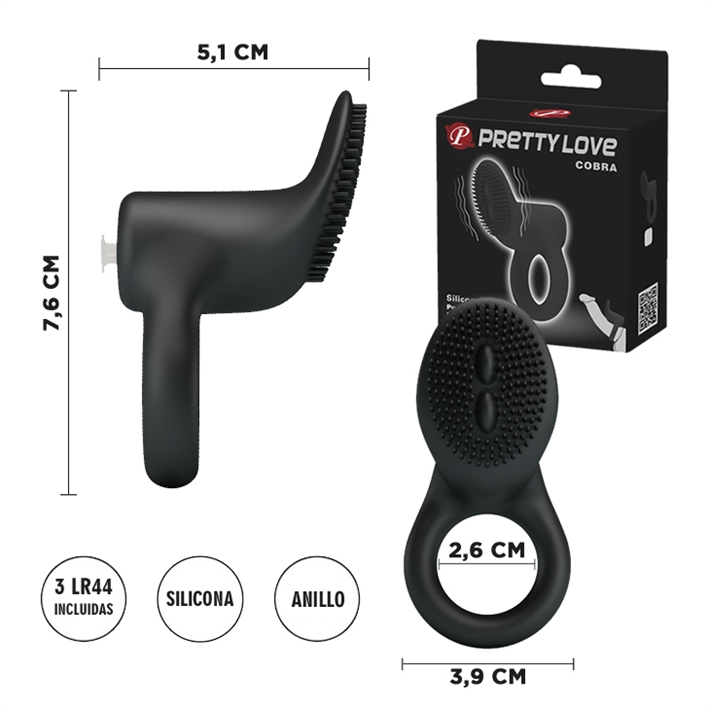 5,1 CM
7,6 CM
PRETTY LOVE
COBRA
2,6 CM
3,9 CM
3 LR44
INCLUIDAS
SILICONA
ANILLO